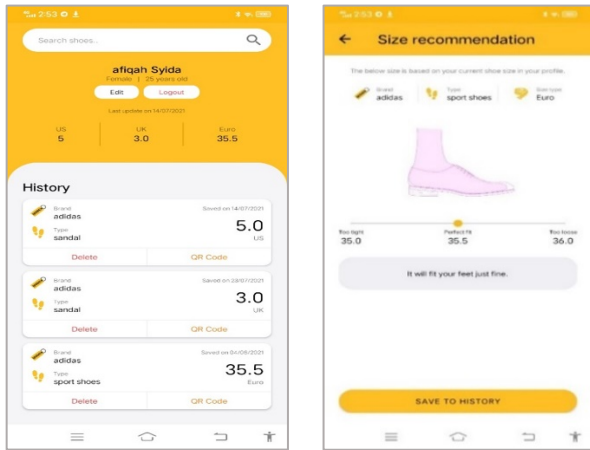 2:53
Search shoes..
afiqah Syida
Female | 25 years old
Edit Logout
Last update on 14/07/2021
US UK Euro
5 3.0 35.5
History
Brand Saved on 14/07/2021
adidas
5.0
Type
sandal US
Delete QR Code
Brand
adidas
3.0
Type
sandal UK
Delete QR Code
Brand Saved on 04/08/2021
adidas
35.5
Type
sport shoes Euro
Delete QR Code
2:53
Size recommendation
The below size is based on your current shoe size in your profile.
Brand Type Size type
adidas sport shoes Euro
Too tight Perfect fit Too loose
35.0 35.5 36.0
It will fit your feet just fine.
SAVE TO HISTORY